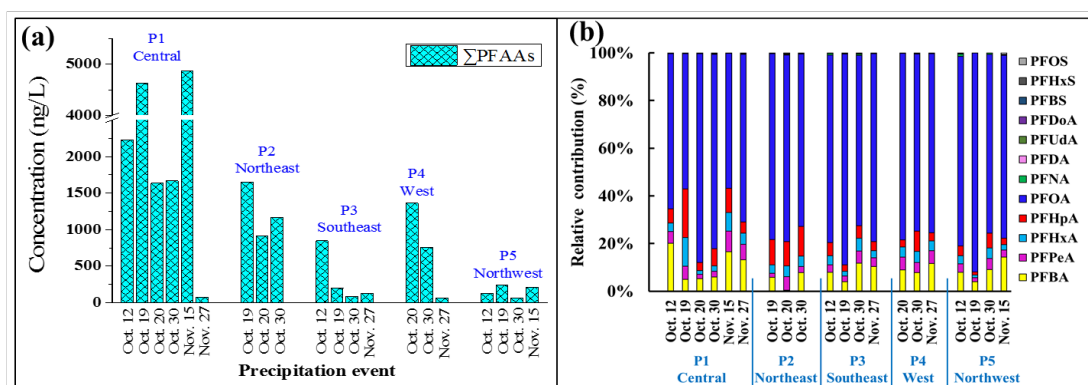 (a)
P1
Central
∑PFAAs
P2
Northeast
P3
Southeast
P4
West
P5
Northwest
Concentration (ng/L)
5000
4000
2000
1500
1000
500
0
Oct. 12
Oct. 19
Oct. 20
Oct. 30
Nov. 15
Nov. 27
Oct. 19
Oct. 20
Oct. 30
Oct. 12
Oct. 19
Oct. 30
Nov. 27
Oct. 20
Oct. 30
Nov. 27
Oct. 12
Oct. 19
Oct. 30
Nov. 15
Precipitation event
(b)
Relative contribution (%)
100%
80%
60%
40%
20%
0%
Oct. 12
Oct. 19
Oct. 20
Oct. 30
Nov. 15
Nov. 27
Oct. 19
Oct. 20
Oct. 30
Oct. 12
Oct. 19
Oct. 30
Nov. 27
Oct. 20
Oct. 30
Nov. 27
Oct. 12
Oct. 19
Oct. 30
Nov. 15
P1
Central
P2
Northeast
P3
Southeast
P4
West
P5
Northwest
PFOS
PFHxS
PFBS
PFDoA
PFUdA
PFDA
PFNA
PFOA
PFHpA
PFHxA
PFPeA
PFBA